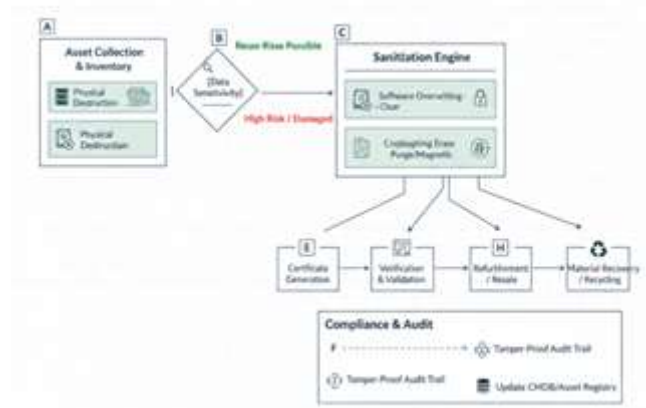 A
Asset Collection
& Inventory
Physical
Destruction
Physical
Destruction
B
[Data
Sensitivity]
Reuse Possible
High Risk / Damaged
C
Sanitization Engine
Software Overwriting
- Clear
Erase
Purge/Magnetic
E
Certificate
Generation
Verification
& Validation
H
Refurbishment
/ Resale
Material Recovery
/ Recycling
Compliance & Audit
F
Tamper-Proof Audit Trail
Tamper-Proof Audit Trail
Update CMDB/Asset Registry